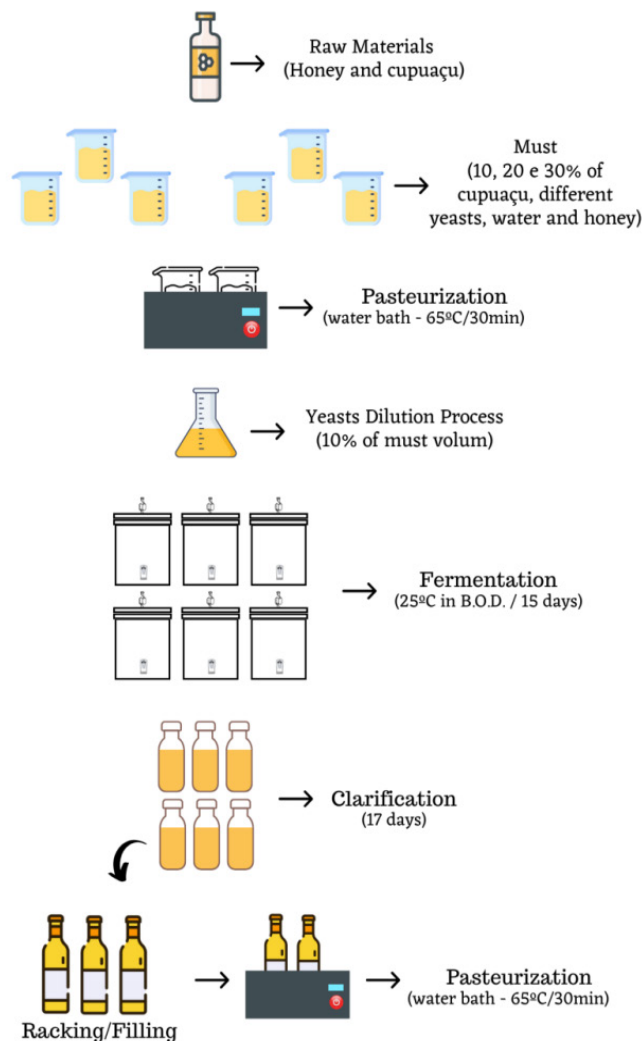 Raw Materials
(Honey and cupuaçu)
Must
(10, 20 e 30% of
cupuaçu, different
yeasts, water and
honey)
Pasteurization
(water bath - 65ºC/30min)
Yeasts Dilution Process
(10% of must volum)
Fermentation
(25ºC in B.O.D. / 15 days)
Clarification
(17 days)
Racking/Filling
Pasteurization
(water bath - 65ºC/30min)